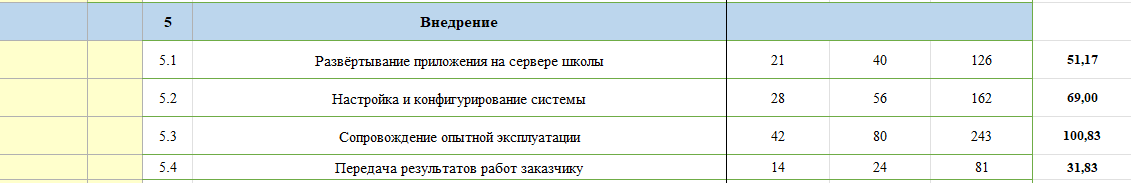 5 Внедрение
5.1 Развёртывание приложения на сервере школы 21 40 126 51,17
5.2 Настройка и конфигурирование системы 28 56 162 69,00
5.3 Сопровождение опытной эксплуатации 42 80 243 100,83
5.4 Передача результатов работ заказчику 14 24 81 31,83